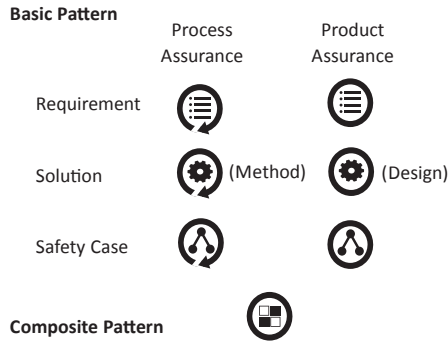 Basic Pattern
Process Assurance
Product Assurance
Requirement
Solution
(Method)
(Design)
Safety Case
Composite Pattern